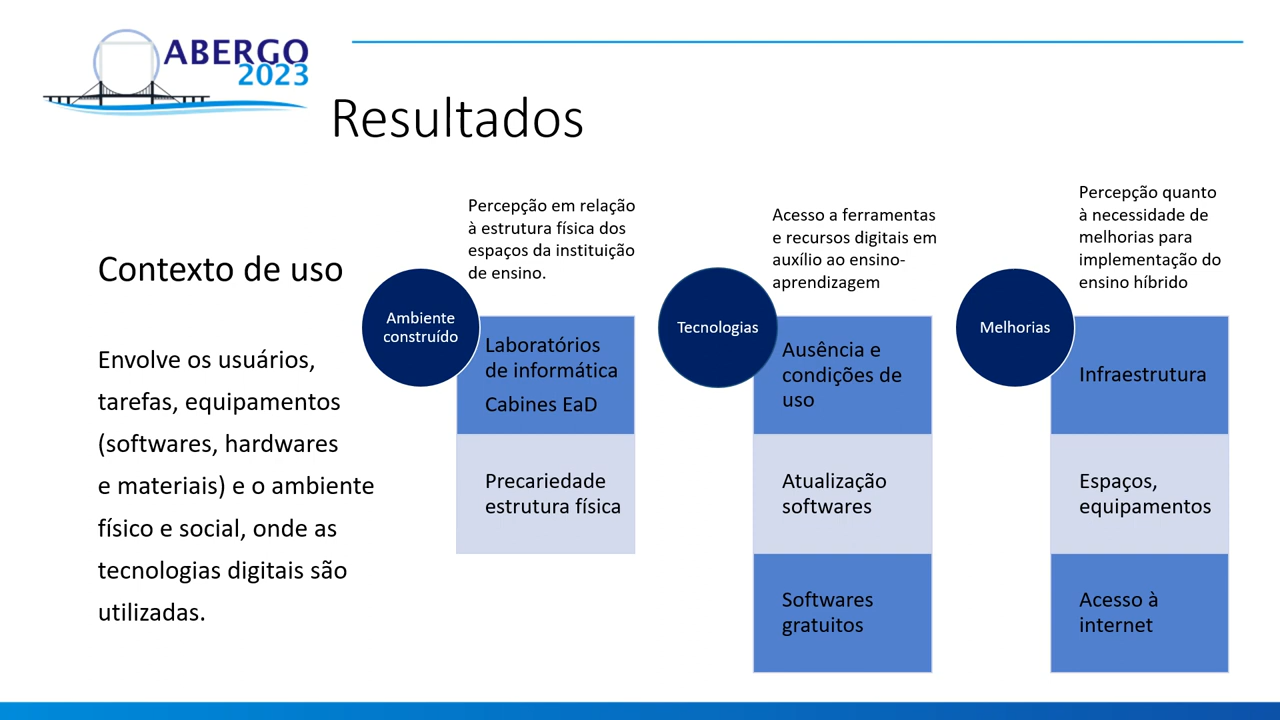 ABERGO
2023
Resultados
Contexto de uso
Envolve os usuários,
tarefas, equipamentos
(softwares, hardwares
e materiais) e o ambiente
físico e social, onde as
tecnologias digitais são
utilizadas.
Percepção em relação
à estrutura física dos
espaços da instituição
de ensino.
Ambiente
construído
Laboratórios
de informática
Cabines EaD
Precariedade
estrutura física
Acesso a ferramentas
e recursos digitais em
auxílio ao ensino-
aprendizagem
Tecnologias
Ausência e
condições de
uso
Atualização
softwares
Softwares
gratuitos
Percepção quanto
à necessidade de
melhorias para
implementação do
ensino híbrido
Melhorias
Infraestrutura
Espaços,
equipamentos
Acesso à
internet